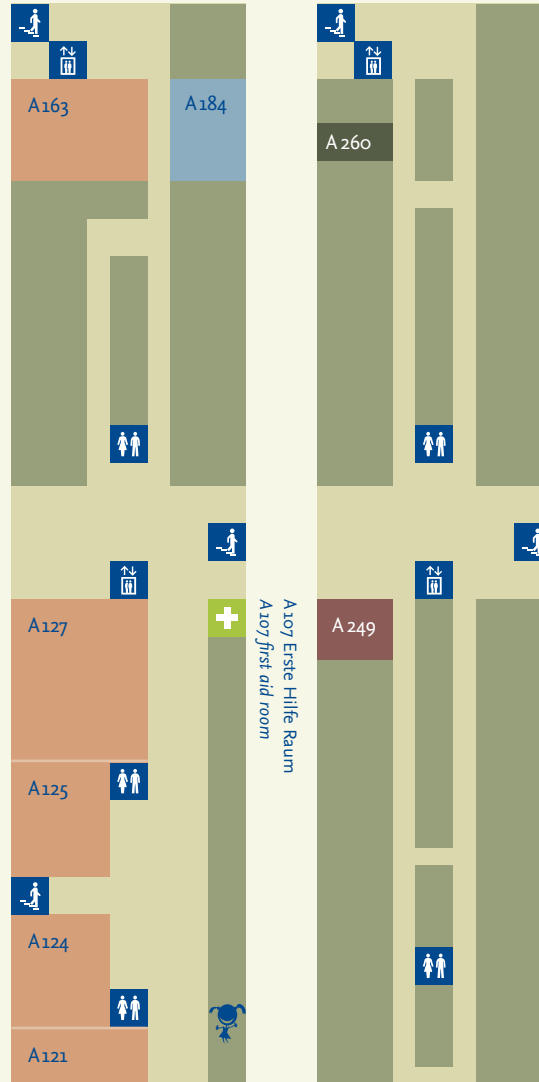 A163
A184
A260
A127
A249
A107 Erste Hilfe Raum
A107 first aid room
A125
A124
A121